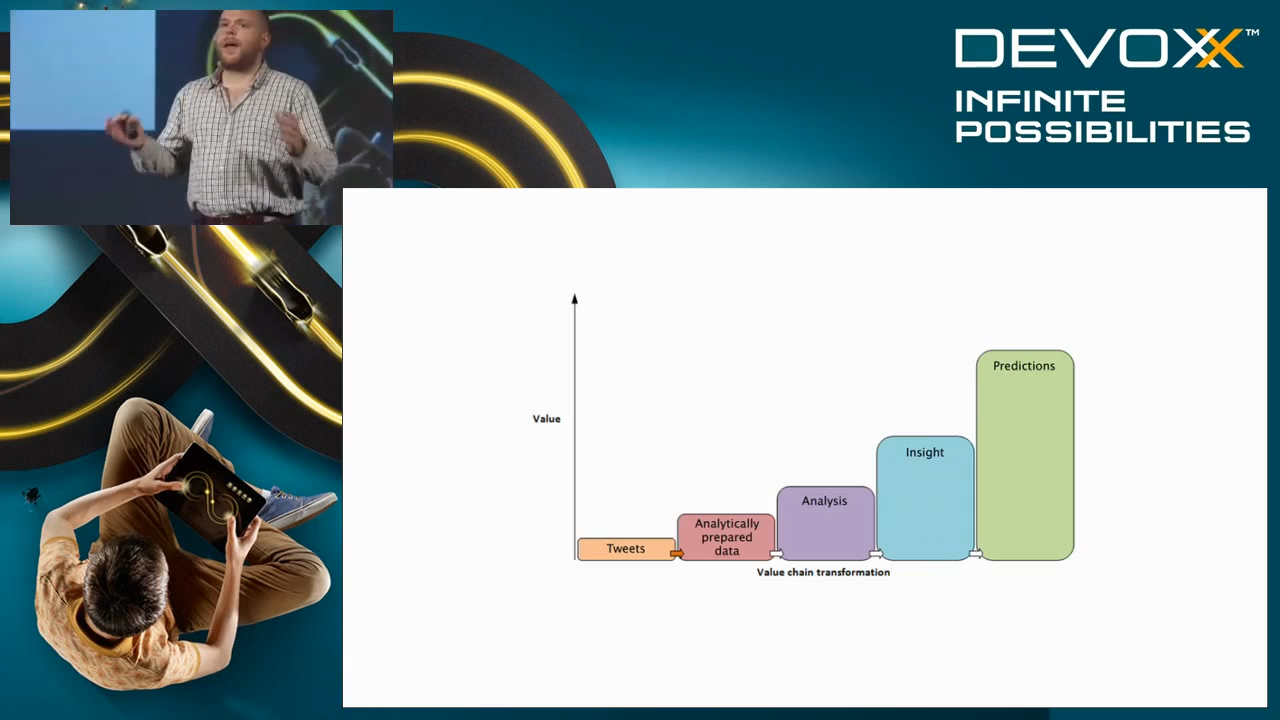 DEVOXX™
INFINITE
POSSIBILITIES
Value
Predictions
Insight
Analysis
Analytically
prepared
data
Tweets
Value chain transformation